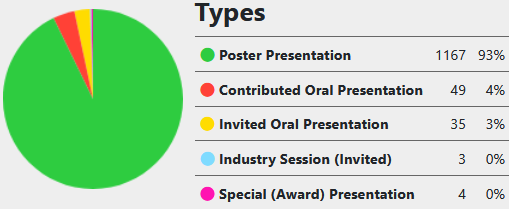 Types
Poster Presentation 1167 93%
Contributed Oral Presentation 49 4%
Invited Oral Presentation 35 3%
Industry Session (Invited) 3 0%
Special (Award) Presentation 4 0%